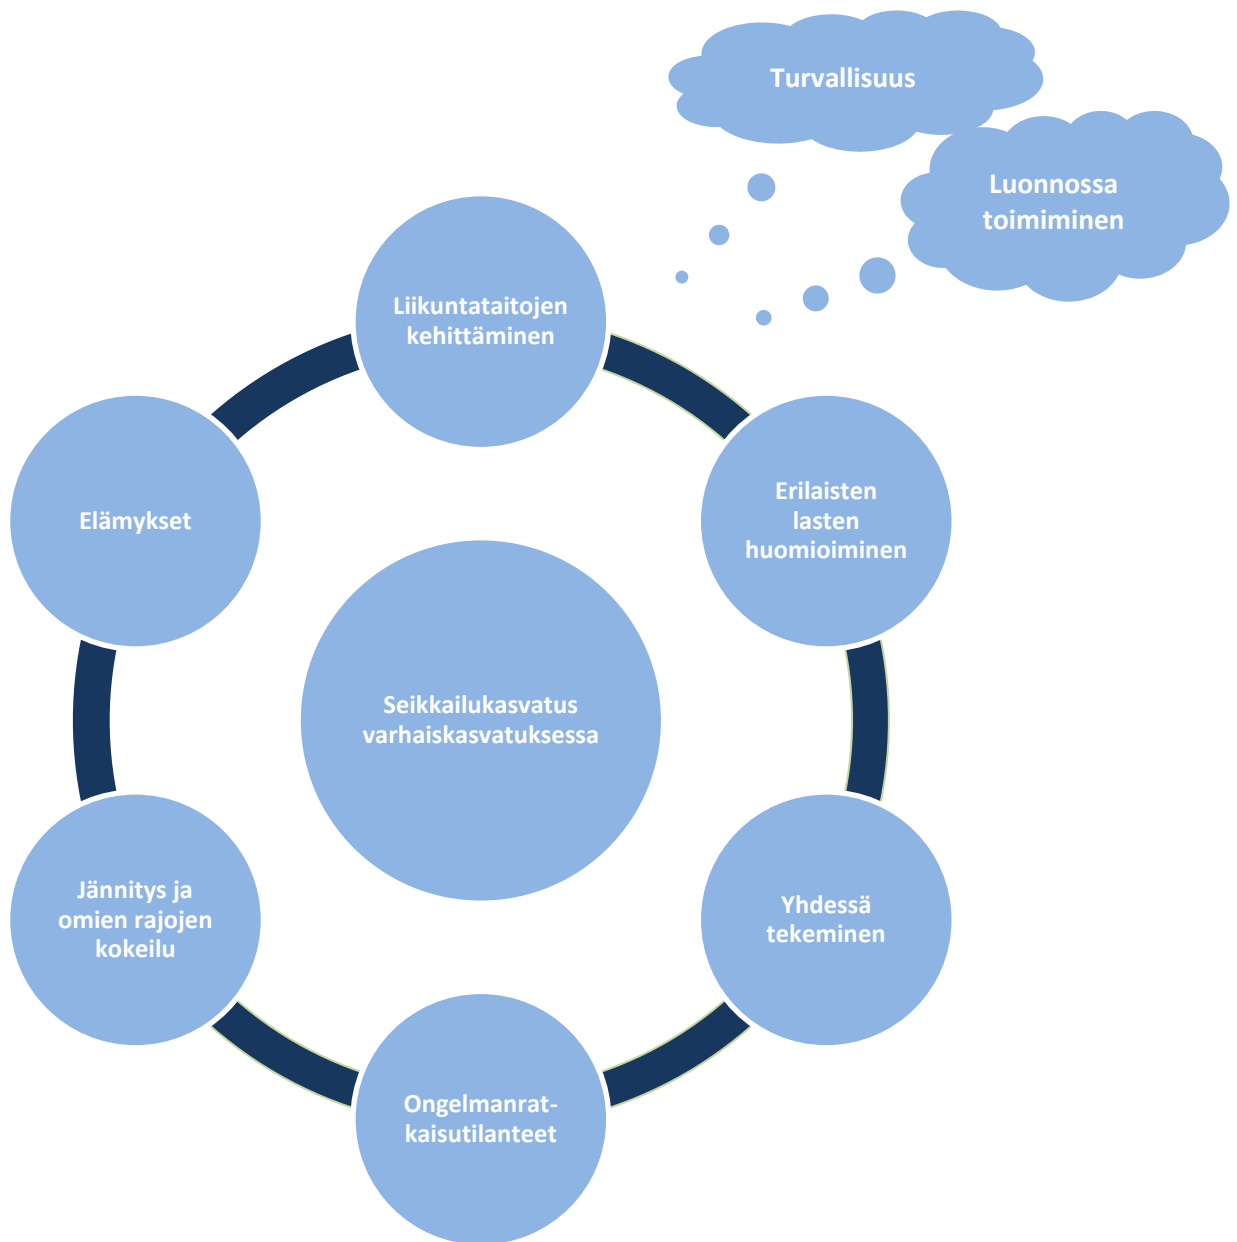 Turvallisuus
Luonnossa
toimiminen
Liikuntataitojen
kehittäminen
Erilaisten
lasten
huomioiminen
Elämykset
Seikkailukasvatus
varhaiskasvatuksessa
Jännitys ja
omien rajojen
kokeilu
Yhdessä
tekeminen
Ongelmanrat-
kaisutilanteet